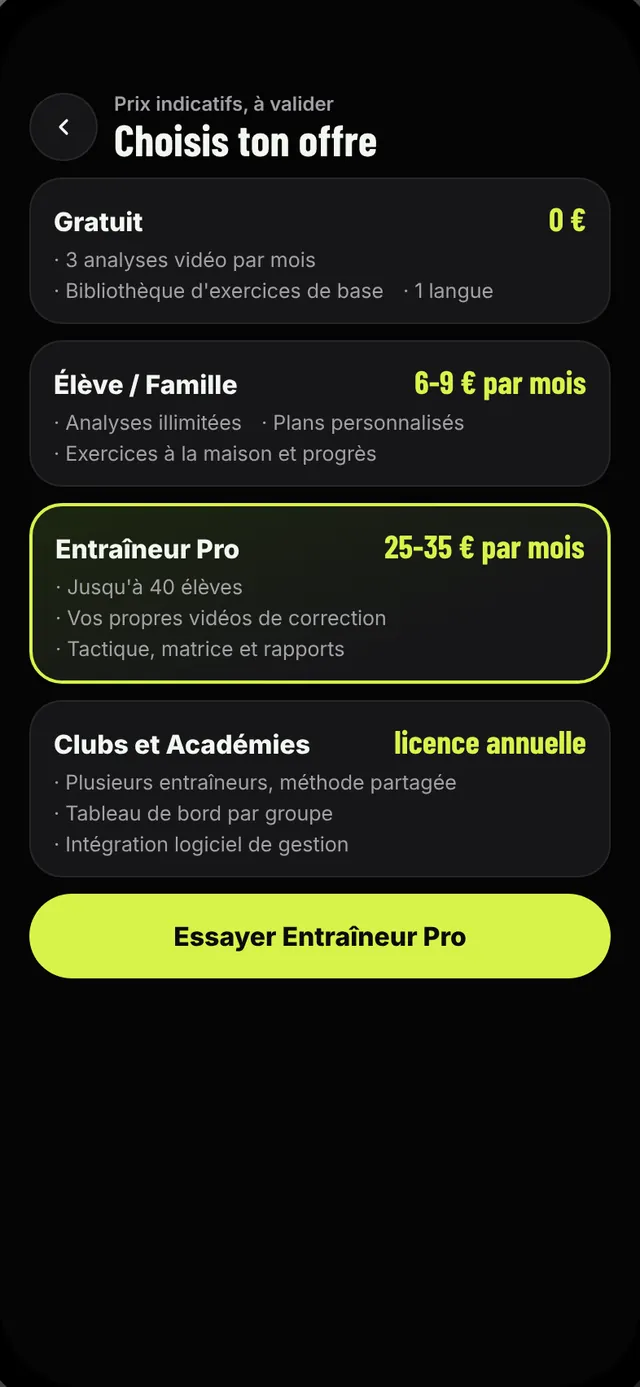 Prix indicatifs, à valider
Choisis ton offre
Gratuit 0 €
· 3 analyses vidéo par mois
· Bibliothèque d'exercices de base · 1 langue
Élève / Famille 6-9 € par mois
· Analyses illimitées · Plans personnalisés
· Exercices à la maison et progrès
Entraîneur Pro 25-35 € par mois
· Jusqu'à 40 élèves
· Vos propres vidéos de correction
· Tactique, matrice et rapports
Clubs et Académies licence annuelle
· Plusieurs entraîneurs, méthode partagée
· Tableau de bord par groupe
· Intégration logiciel de gestion
Essayer Entraîneur Pro